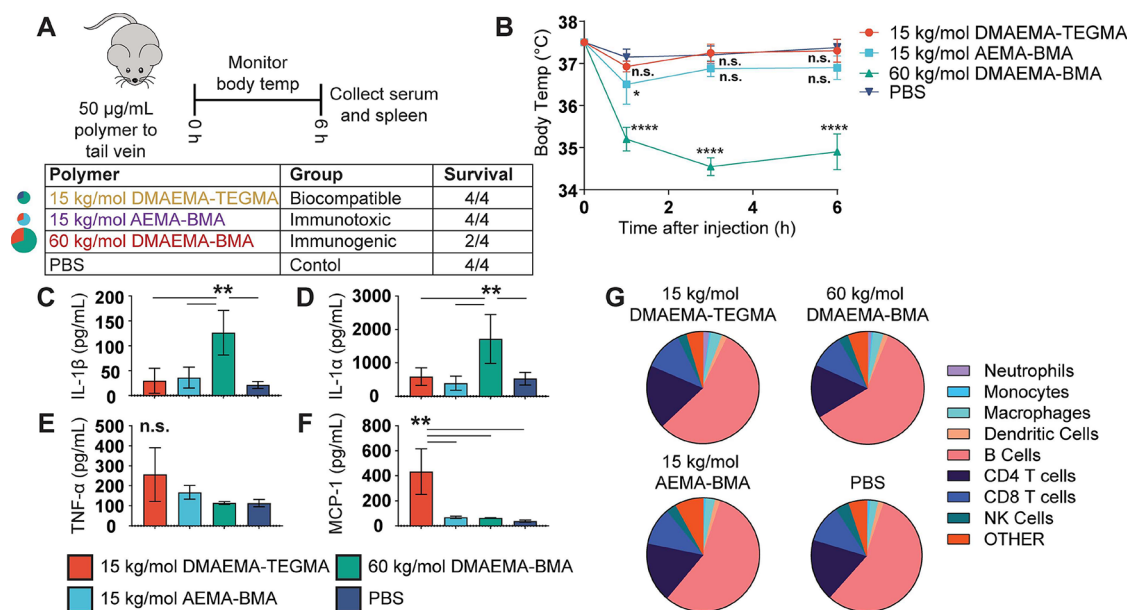 A
50 µg/mL
polymer to
tail vein
Monitor
body temp
0 h
6 h
Collect serum
and spleen
Polymer Group Survival
15 kg/mol DMAEMA-TEGMA Biocompatible 4/4
15 kg/mol AEMA-BMA Immunotoxic 4/4
60 kg/mol DMAEMA-BMA Immunogenic 2/4
PBS Contol 4/4
B
Body Temp (°C)
38
37
36
35
34
n.s.
n.s.
n.s.
*
n.s.
n.s.
****
****
****
0 2 4 6
Time after injection (h)
15 kg/mol DMAEMA-TEGMA
15 kg/mol AEMA-BMA
60 kg/mol DMAEMA-BMA
PBS
C
IL-1β (pg/mL)
200
150
100
50
0
**
D
IL-1α (pg/mL)
3000
2000
1000
0
**
E
TNF-α (pg/mL)
500
400
300
200
100
0
n.s.
F
MCP-1 (pg/mL)
800
600
400
200
0
**
15 kg/mol DMAEMA-TEGMA
60 kg/mol DMAEMA-BMA
15 kg/mol AEMA-BMA
PBS
G
15 kg/mol
DMAEMA-TEGMA
60 kg/mol
DMAEMA-BMA
15 kg/mol
AEMA-BMA
PBS
Neutrophils
Monocytes
Macrophages
Dendritic Cells
B Cells
CD4 T cells
CD8 T cells
NK Cells
OTHER